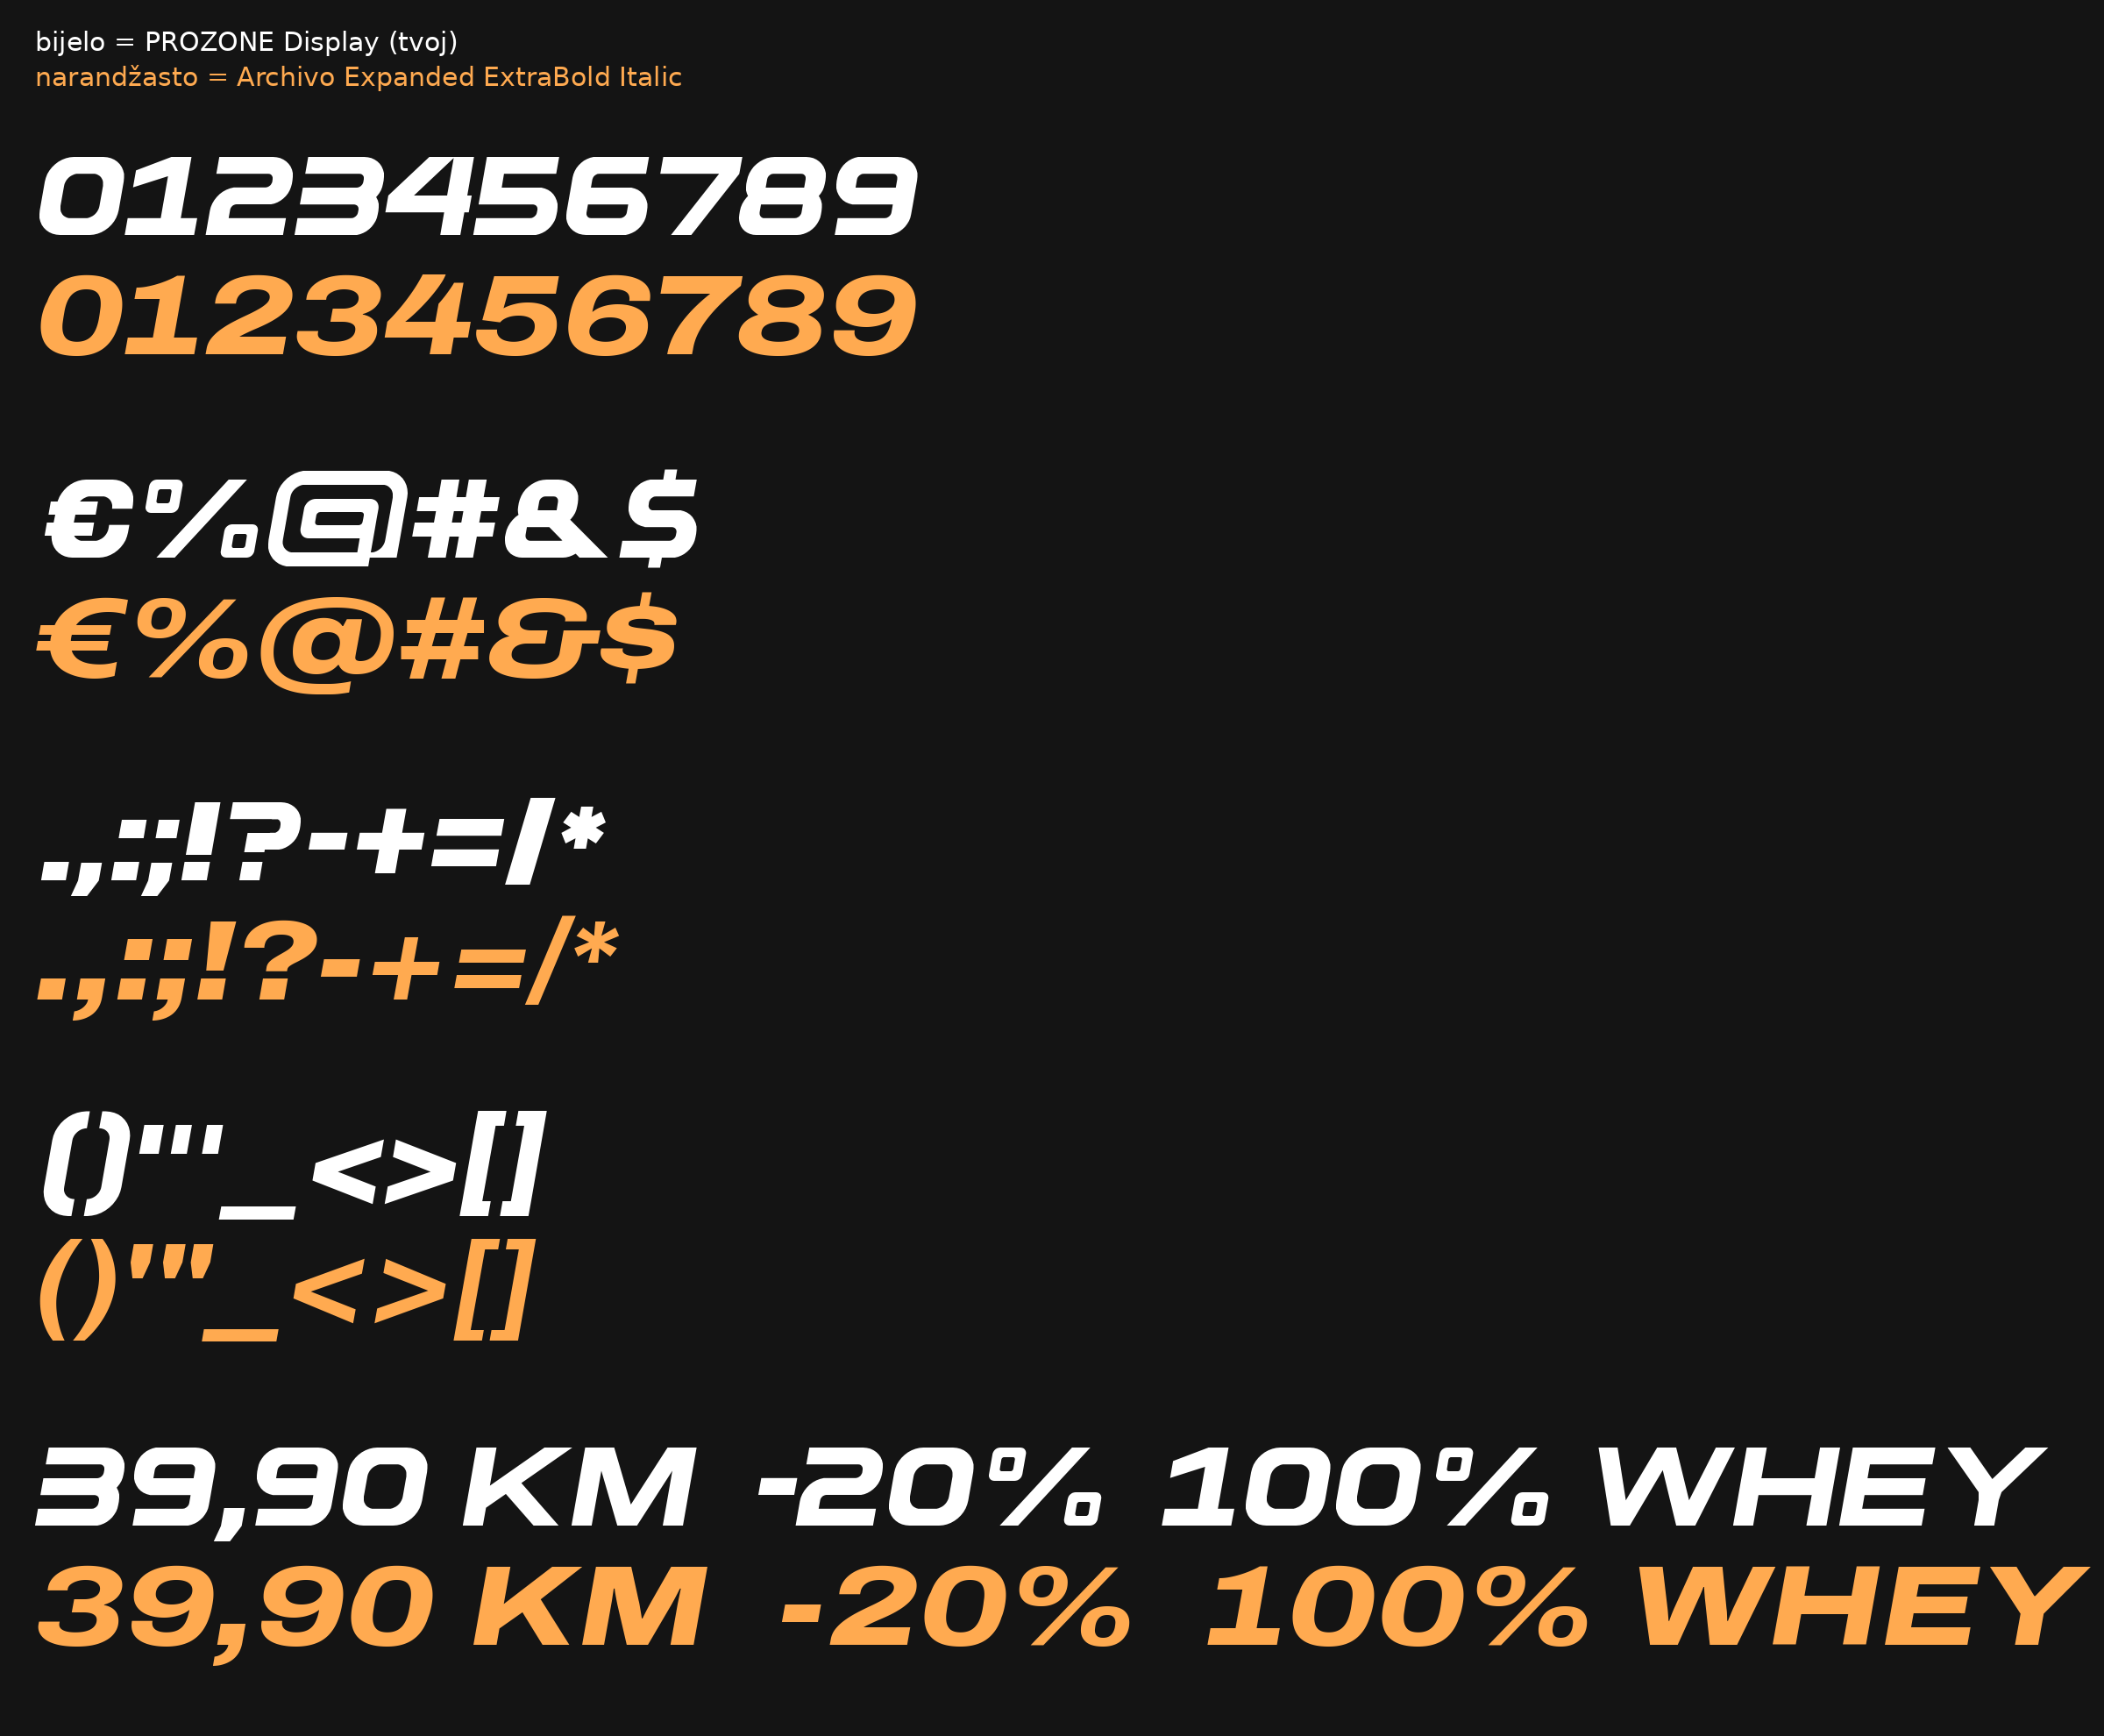 bijelo = PROZONE Display (tvoj)
narandžasto = Archivo Expanded ExtraBold Italic
0123456789
0123456789
€%@#&$
€%@#&$
.,:;!?-+=/*
.,:;!?-+=/*
()"'_<>[]
()"'_<>[]
39,90 KM -20% 100% WHEY
39,90 KM -20% 100% WHEY